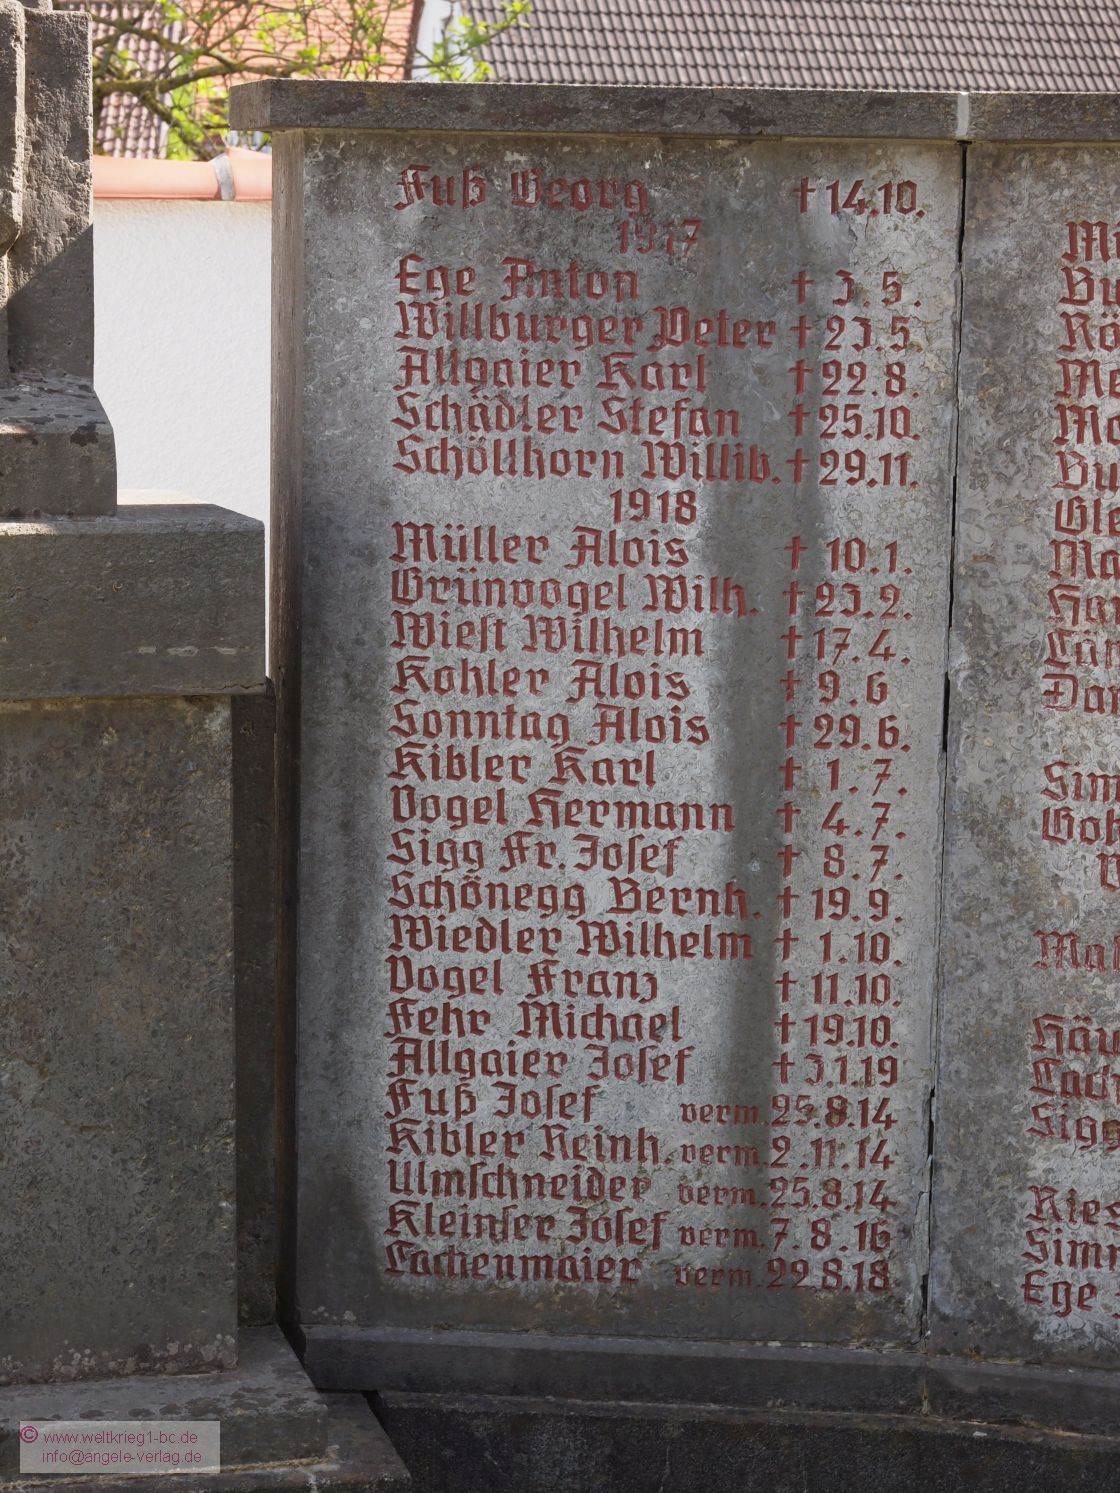 Fuß Georg †14.10.
1917
Ege Anton † 3. 5.
Willburger Peter † 23.5.
Allgaier Karl † 22.8.
Schädler Stefan † 25.10.
Schöllhorn Willib. † 29.11.
1918
Müller Alois † 10.1.
Grünvogel Wilh. † 23.2.
Wiest Wilhelm † 17.4.
Kohler Alois † 9.6
Sonntag Alois † 29.6.
Kibler Karl † 1.7.
Vogel Hermann † 4.7.
Sigg Fr. Josef † 8.7.
Schönegg Bernh. † 19.9.
Wiedler Wilhelm † 1.10.
Vogel Franz † 11.10.
Fehr Michael † 19.10.
Allgaier Josef † 3.1.19
Fuß Josef verm. 25.8.14
Kibler Reinh. verm. 2.11.14
Ulmschneider verm. 25.8.14
Kleinser Josef verm. 7.8.16
Lachenmaier verm. 22.8.18
Ege
© www.weltkrieg1-bc.de
info@angele-verlag.de